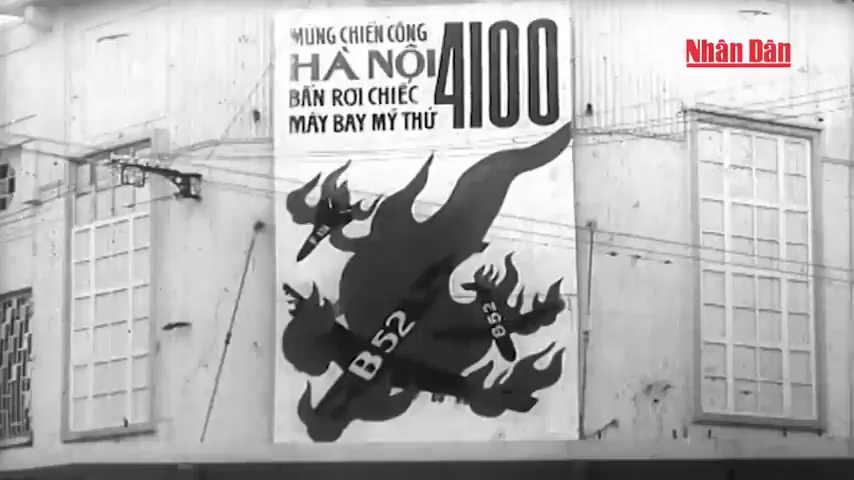 MỪNG CHIẾN CÔNG
HÀ NỘI
BẮN RƠI CHIẾC
MÁY BAY MỸ THỨ
4100
Nhân Dân
B52
B52